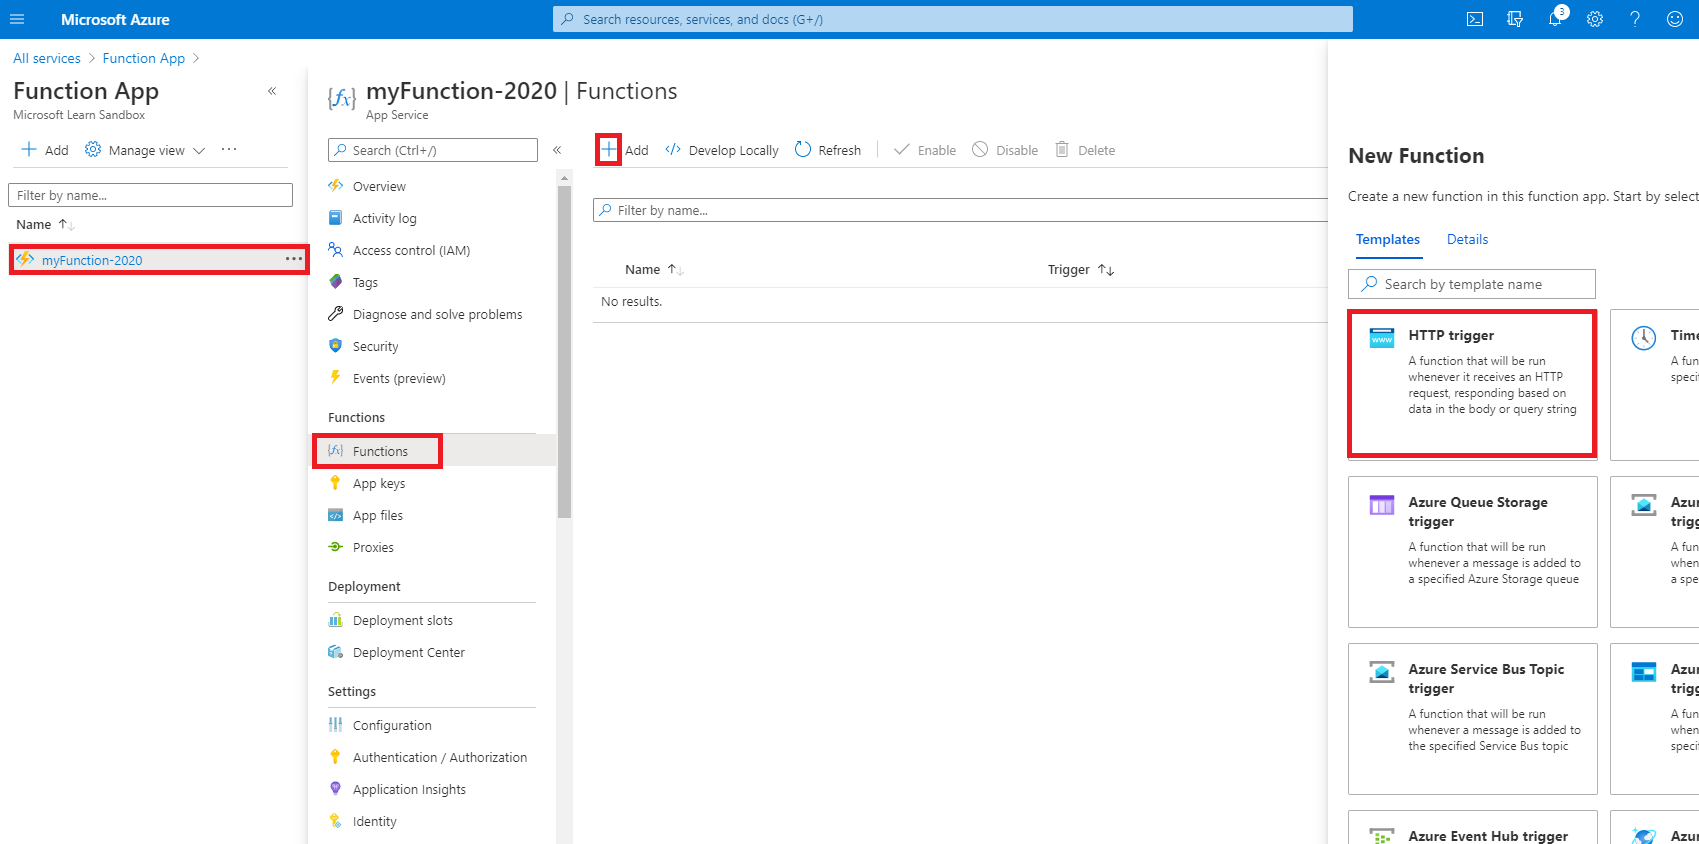 Microsoft Azure
Search resources, services, and docs (G+/)
3
All services > Function App >
Function App
Microsoft Learn Sandbox
Add
Manage view
Filter by name...
Name
myFunction-2020
myFunction-2020 | Functions
App Service
Search (Ctrl+/)
Overview
Activity log
Access control (IAM)
Tags
Diagnose and solve problems
Security
Events (preview)
Functions
Functions
App keys
App files
Proxies
Deployment
Deployment slots
Deployment Center
Settings
Configuration
Authentication / Authorization
Application Insights
Identity
Add
Develop Locally
Refresh
Enable
Disable
Delete
Filter by name...
Name
Trigger
No results.
New Function
Create a new function in this function app. Start by select
Templates
Details
Search by template name
www
HTTP trigger
A function that will be run
whenever it receives an HTTP
request, responding based on
data in the body or query string
Time
A fun
specif
Azure Queue Storage
trigger
A function that will be run
whenever a message is added to
a specified Azure Storage queue
Azur
trigg
A fun
when
a spe
Azure Service Bus Topic
trigger
A function that will be run
whenever a message is added to
the specified Service Bus topic
Azur
trigg
A fun
when
specif
Azure Event Hub trigger
Azur